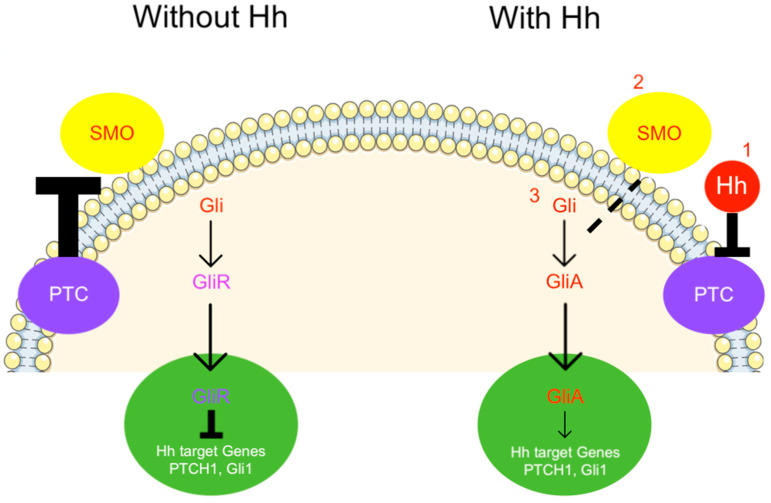 Without Hh
With Hh
SMO
PTC
Gli
GliR
GliR
Hh target Genes
PTCH1, Gli1
2
SMO
1
Hh
PTC
3 Gli
GliA
GliA
Hh target Genes
PTCH1, Gli1